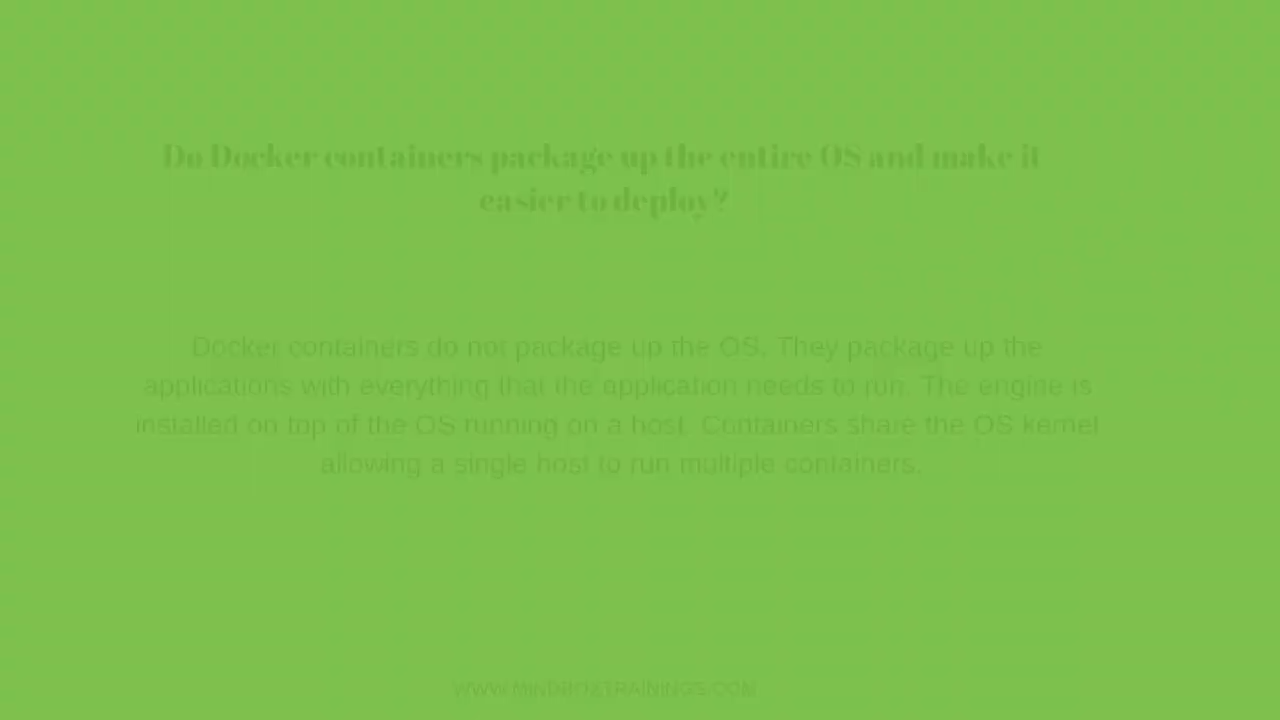 Do Docker containers package up the entire OS and make it
easier to deploy?
Docker containers do not package up the OS. They package up the
applications with everything that the application needs to run. The engine is
installed on top of the OS running on a host. Containers share the OS kernel
allowing a single host to run multiple containers.
WWW.MINDBOXTRAININGS.COM